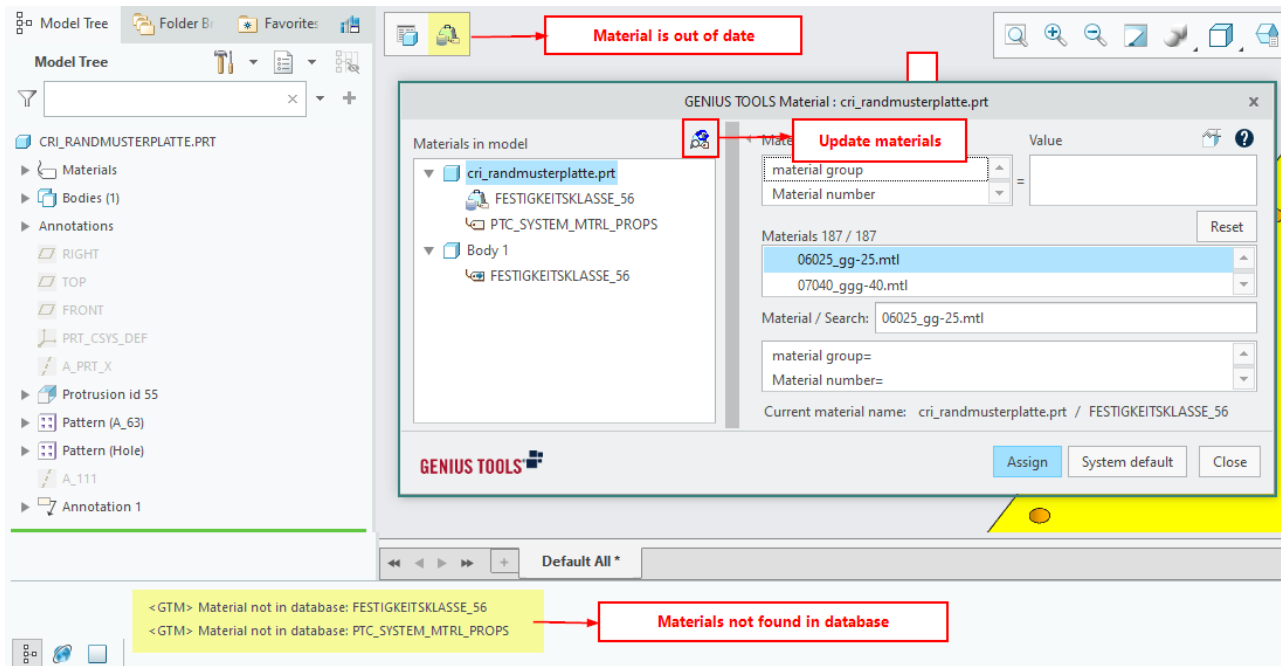 Model Tree
Folder Br
Favorites
Material is out of date
Model Tree
GENIUS TOOLS Material : cri_randmusterplatte.prt
CRI_RANDMUSTERPLATTE.PRT
Materials
Bodies (1)
Annotations
RIGHT
TOP
FRONT
PRT_CSYS_DEF
A_PRT_X
Protrusion id 55
Pattern (A_63)
Pattern (Hole)
A_111
Annotation 1
Materials in model
Update materials
cri_randmusterplatte.prt
FESTIGKEITSKLASSE_56
PTC_SYSTEM_MTRL_PROPS
Body 1
FESTIGKEITSKLASSE_56
Mate
Value
material group
=
Material number
Reset
Materials 187 / 187
06025_gg-25.mtl
07040_ggg-40.mtl
Material / Search: 06025_gg-25.mtl
material group=
Material number=
Current material name: cri_randmusterplatte.prt / FESTIGKEITSKLASSE_56
GENIUS TOOLS
Assign
System default
Close
Default All *
<GTM> Material not in database: FESTIGKEITSKLASSE_56
<GTM> Material not in database: PTC_SYSTEM_MTRL_PROPS
Materials not found in database